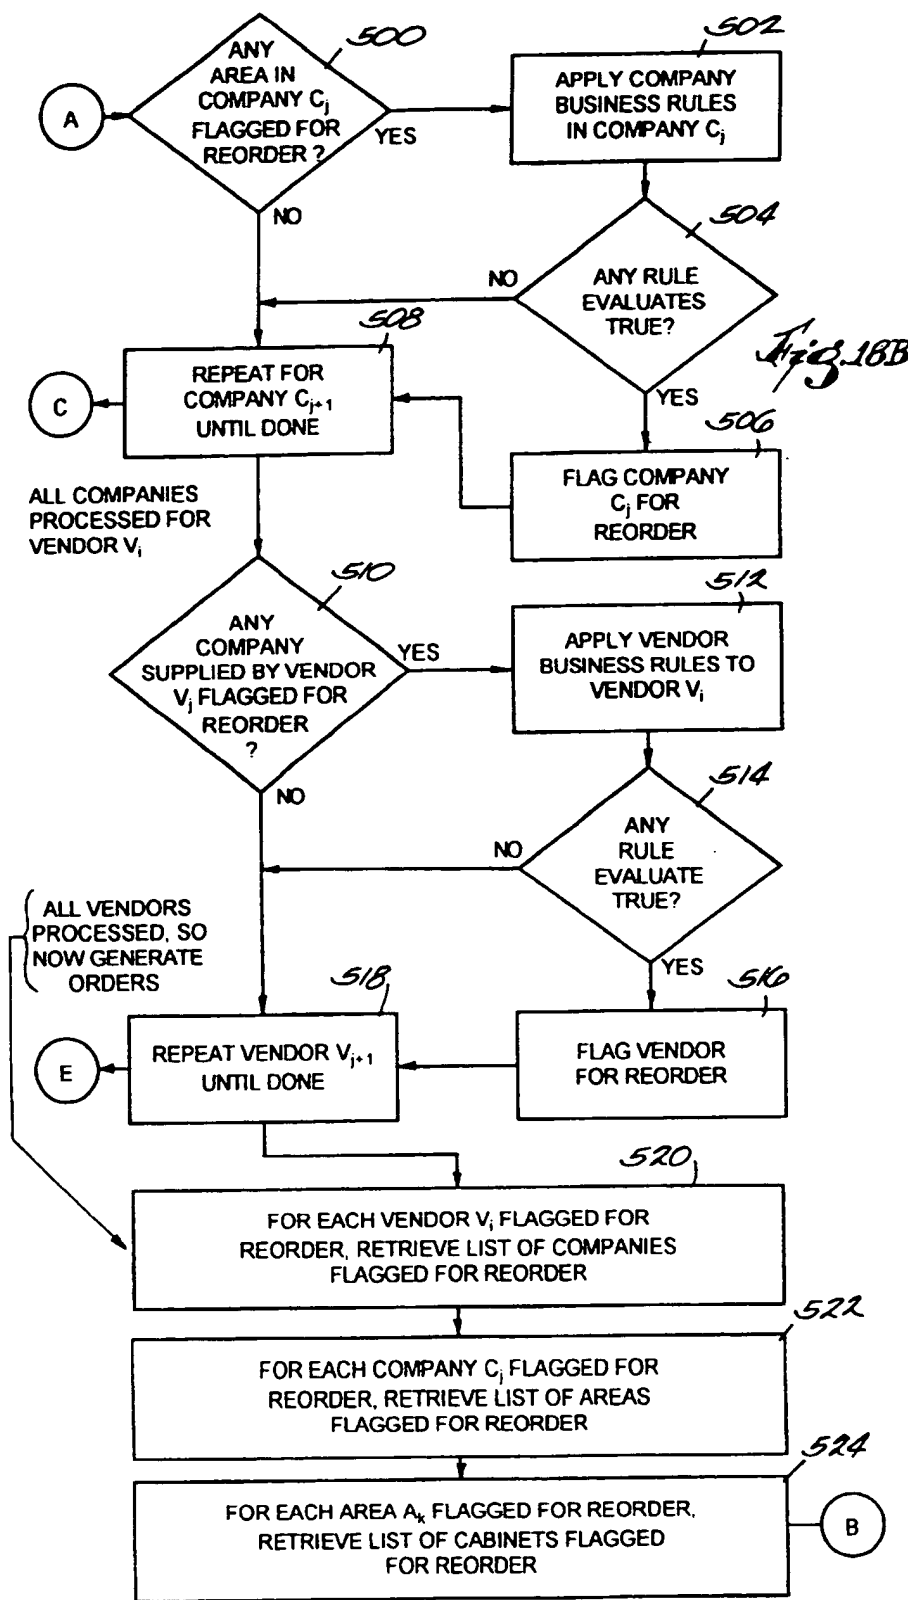 500
ANY
AREA IN
COMPANY Cj
FLAGGED FOR
REORDER ?
A
YES
NO
502
APPLY COMPANY
BUSINESS RULES
IN COMPANY Cj
504
ANY RULE
EVALUATES
TRUE?
NO
YES
Fig. 18B
508
REPEAT FOR
COMPANY Cj+1
UNTIL DONE
C
506
FLAG COMPANY
Cj FOR
REORDER
ALL COMPANIES
PROCESSED FOR
VENDOR Vi
510
ANY
COMPANY
SUPPLIED BY VENDOR
Vj FLAGGED FOR
REORDER
?
YES
NO
512
APPLY VENDOR
BUSINESS RULES TO
VENDOR Vi
514
ANY
RULE
EVALUATE
TRUE?
NO
YES
ALL VENDORS
PROCESSED, SO
NOW GENERATE
ORDERS
518
REPEAT VENDOR Vj+1
UNTIL DONE
E
516
FLAG VENDOR
FOR REORDER
520
FOR EACH VENDOR Vi FLAGGED FOR
REORDER, RETRIEVE LIST OF COMPANIES
FLAGGED FOR REORDER
522
FOR EACH COMPANY Cj FLAGGED FOR
REORDER, RETRIEVE LIST OF AREAS
FLAGGED FOR REORDER
524
FOR EACH AREA Ak FLAGGED FOR REORDER,
RETRIEVE LIST OF CABINETS FLAGGED
FOR REORDER
B